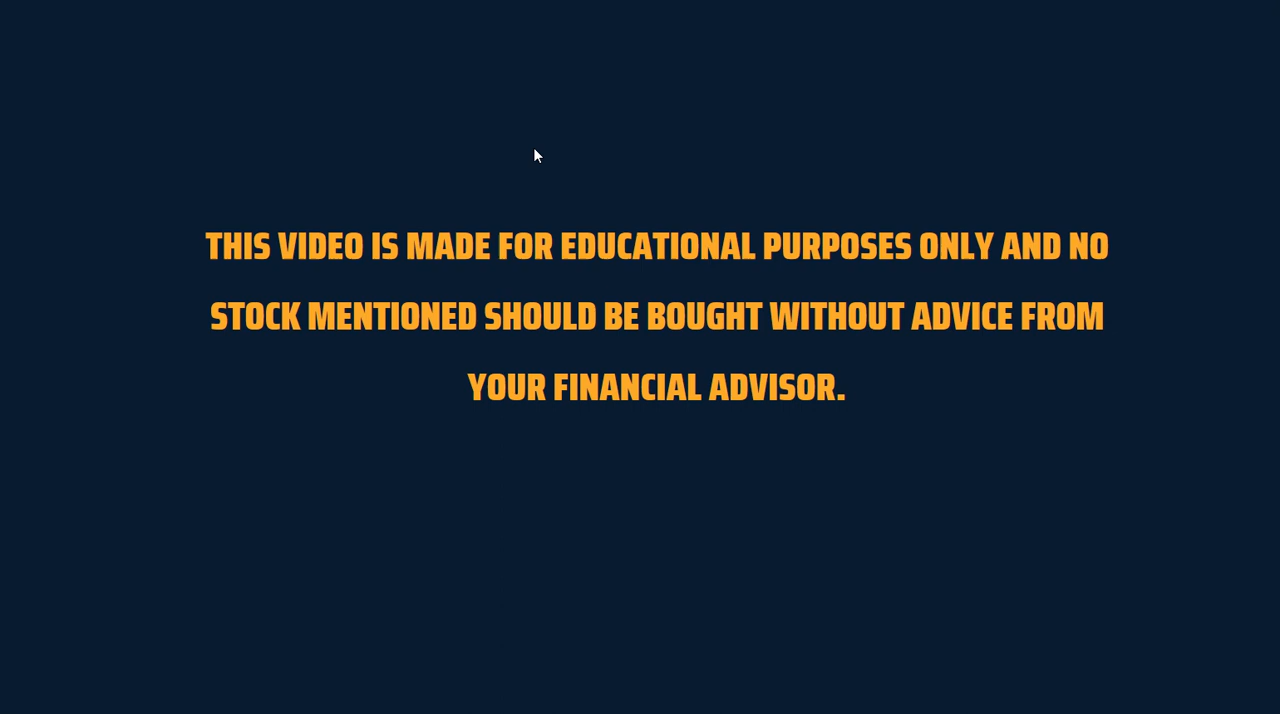 THIS VIDEO IS MADE FOR EDUCATIONAL PURPOSES ONLY AND NO
STOCK MENTIONED SHOULD BE BOUGHT WITHOUT ADVICE FROM
YOUR FINANCIAL ADVISOR.